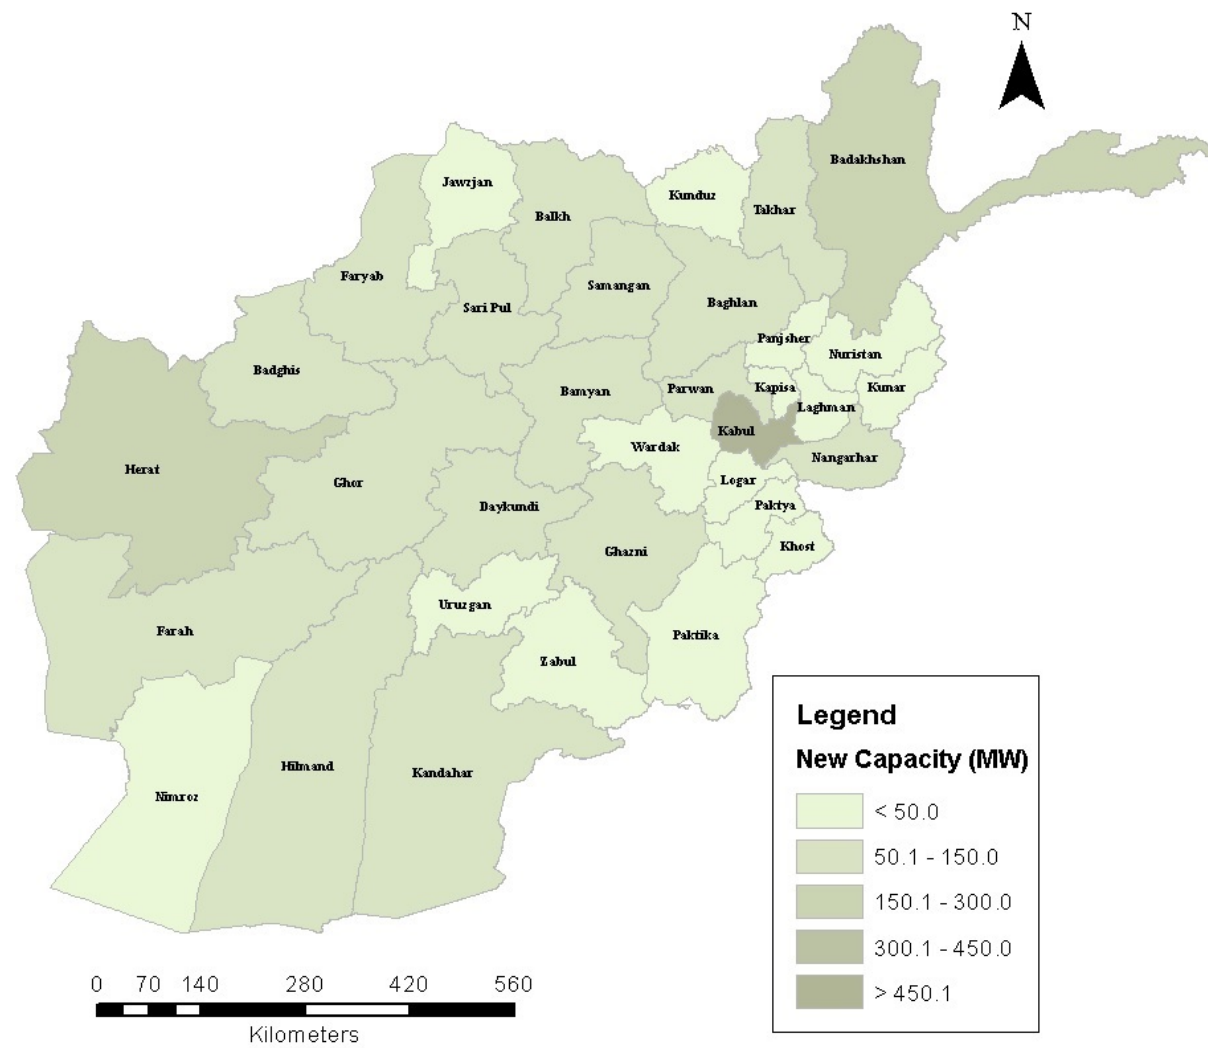 N
Badakhshan
Jawzjan
Kunduz
Takhar
Balkh
Faryab
Samangan
Baghlan
Sari Pul
Panjsher
Nuristan
Badghis
Bamyan
Parwan
Kapisa
Kunar
Laghman
Kabul
Wardak
Nangarhar
Herat
Ghor
Logar
Daykundi
Paktya
Khost
Ghazni
Uruzgan
Farah
Paktika
Zabul
Hilmand
Kandahar
Nimroz
Legend
New Capacity (MW)
< 50.0
50.1 - 150.0
150.1 - 300.0
300.1 - 450.0
> 450.1
0 70 140 280 420 560
Kilometers